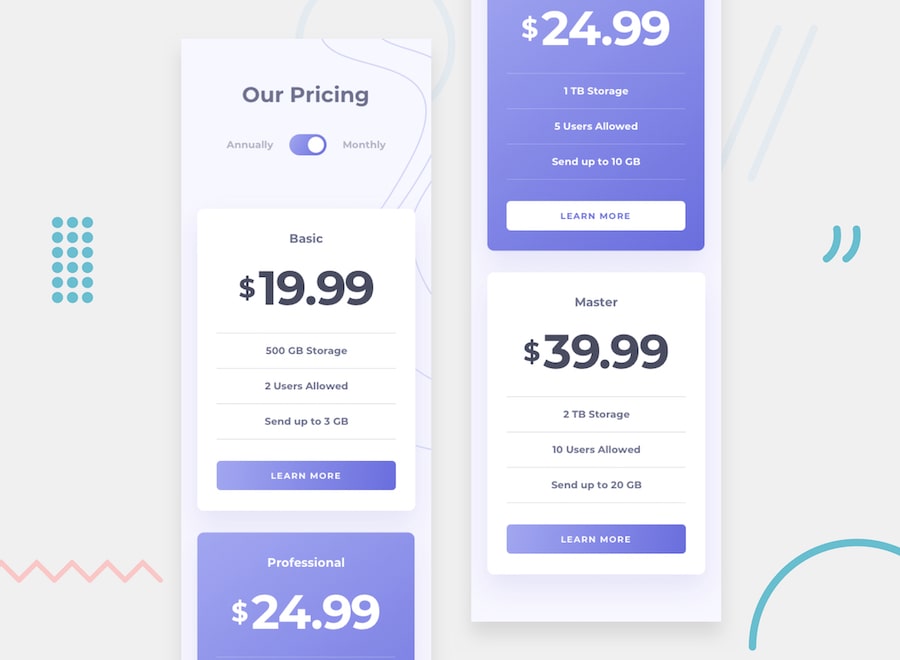 Our Pricing
Annually Monthly
Basic
$19.99
500 GB Storage
2 Users Allowed
Send up to 3 GB
LEARN MORE
Professional
$24.99
$24.99
1 TB Storage
5 Users Allowed
Send up to 10 GB
LEARN MORE
Master
$39.99
2 TB Storage
10 Users Allowed
Send up to 20 GB
LEARN MORE